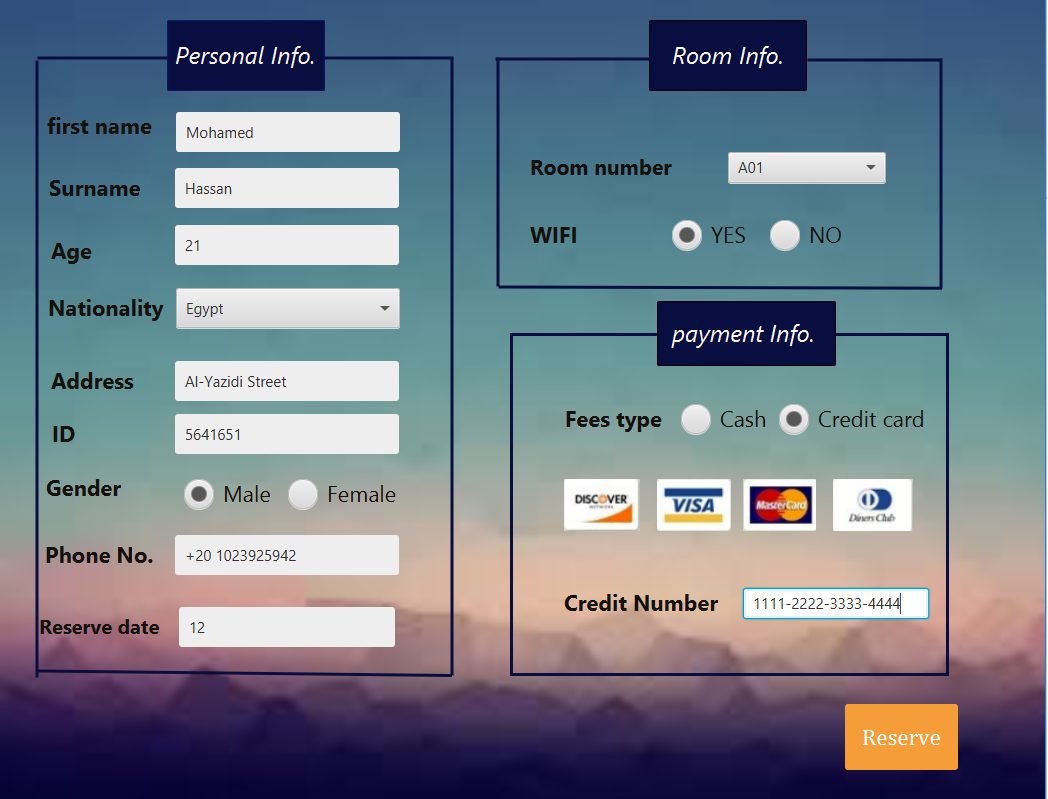 Personal Info.
first name Mohamed
Surname Hassan
Age 21
Nationality Egypt
Address Al-Yazidi Street
ID 5641651
Gender Male Female
Phone No. +20 1023925942
Reserve date 12
Room Info.
Room number A01
WIFI YES NO
payment Info.
Fees type Cash Credit card
DISCOVER NETWORK VISA MasterCard Diners Club
Credit Number 1111-2222-3333-4444
Reserve